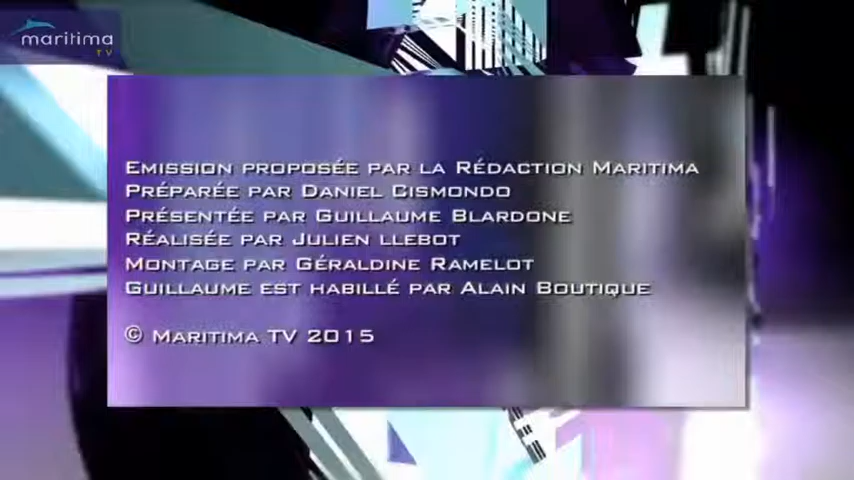 maritima
TV
Emission proposée par la Rédaction Maritima
Préparée par Daniel Cismondo
Présentée par Guillaume Blardone
Réalisée par Julien Llebot
Montage par Géraldine Ramelot
Guillaume est habillé par Alain Boutique
© Maritima TV 2015